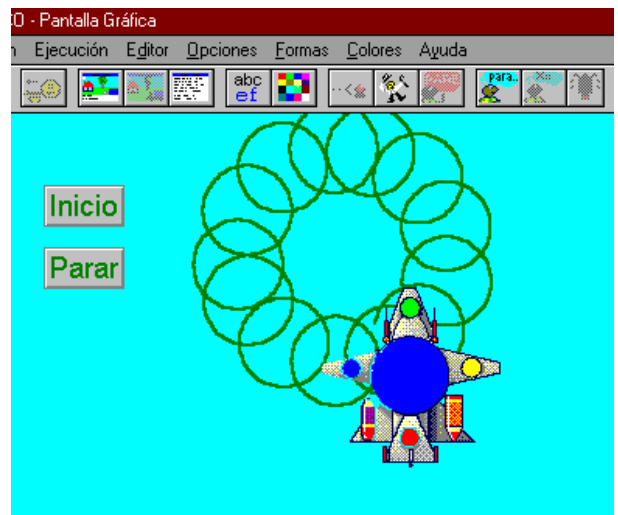 O - Pantalla Gráfica
n Ejecución Editor Opciones Formas Colores Ayuda
abc
ef
para..
Inicio
Parar